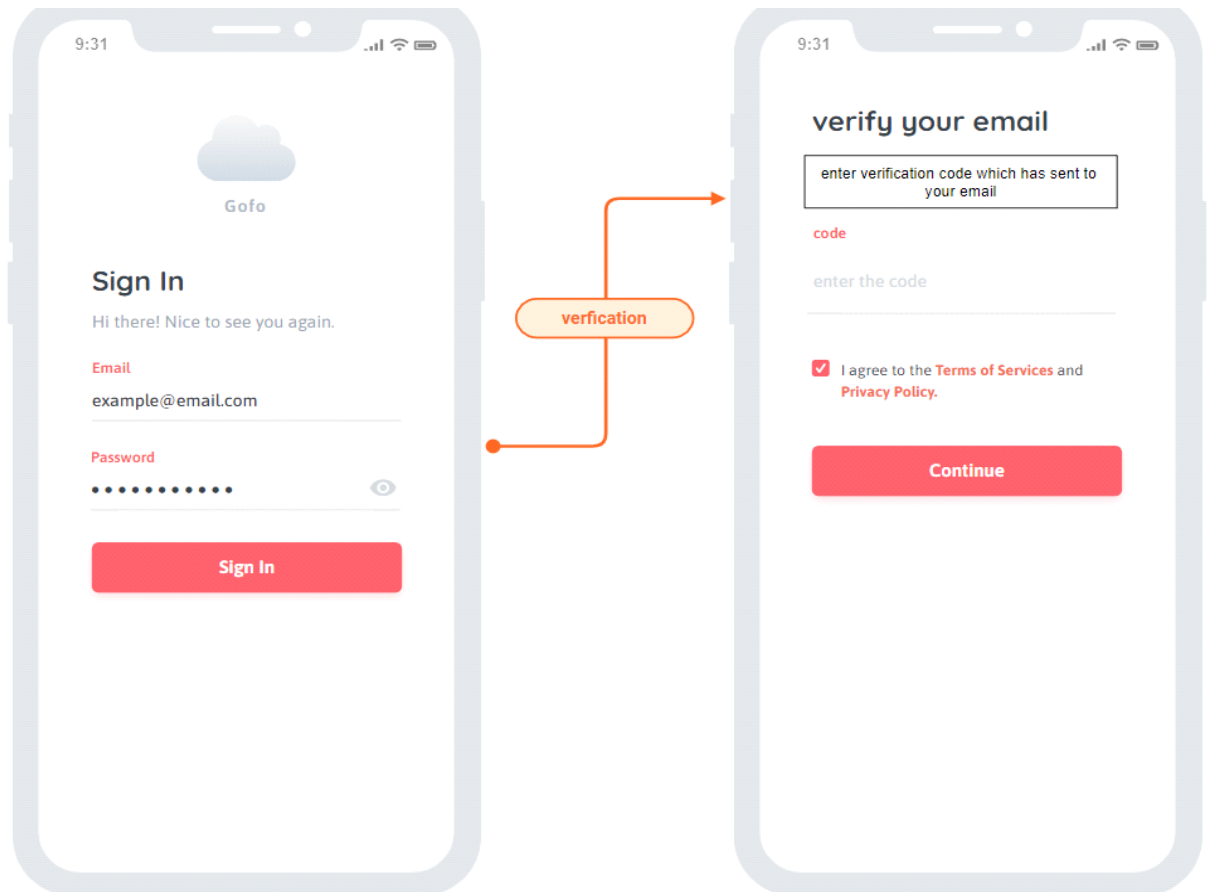 9:31
Gofo
Sign In
Hi there! Nice to see you again.
Email
example@email.com
Password
•••••••••••
Sign In
verfication
9:31
verify your email
enter verification code which has sent to
your email
code
enter the code
I agree to the Terms of Services and
Privacy Policy.
Continue